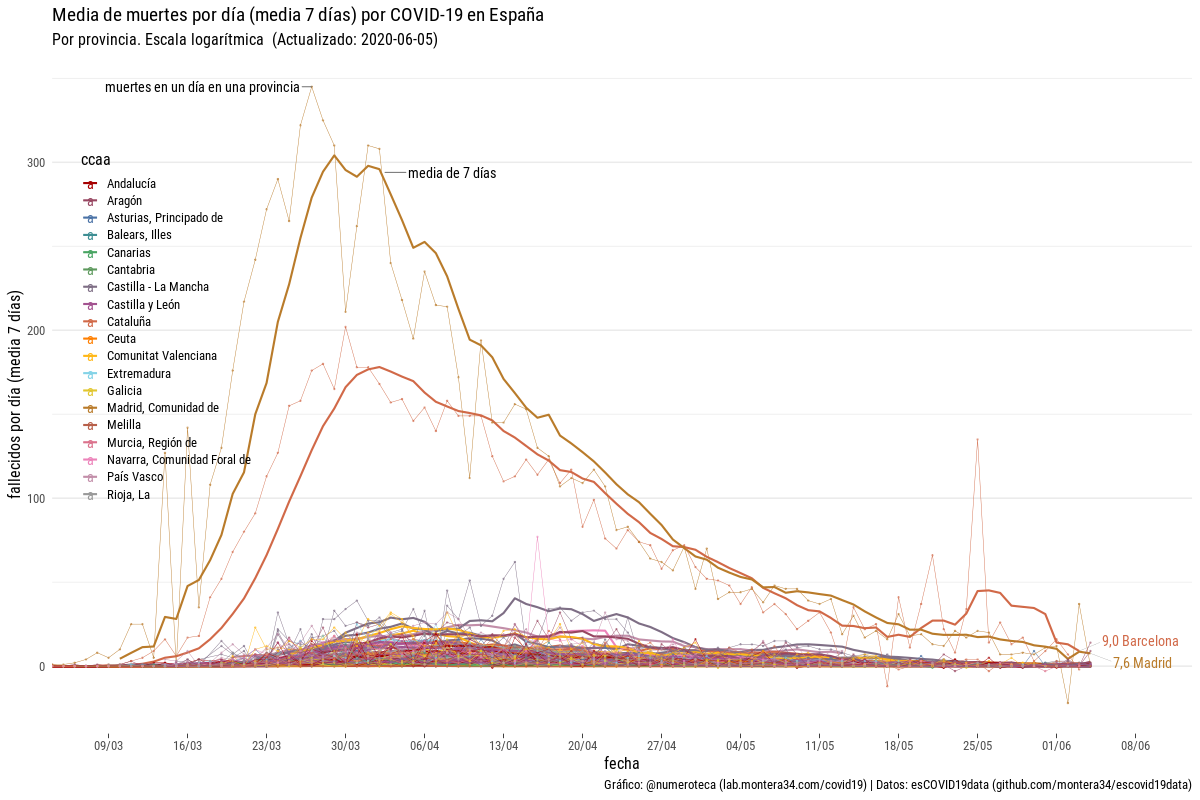 Media de muertes por día (media 7 días) por COVID-19 en España
Por provincia. Escala logarítmica  (Actualizado: 2020-06-05)
muertes en un día en una provincia
media de 7 días
ccaa
Andalucía
Aragón
Asturias, Principado de
Balears, Illes
Canarias
Cantabria
Castilla - La Mancha
Castilla y León
Cataluña
Ceuta
Comunitat Valenciana
Extremadura
Galicia
Madrid, Comunidad de
Melilla
Murcia, Región de
Navarra, Comunidad Foral de
País Vasco
Rioja, La
fallecidos por día (media 7 días)
300
200
100
0
9,0 Barcelona
7,6 Madrid
09/03 16/03 23/03 30/03 06/04 13/04 20/04 27/04 04/05 11/05 18/05 25/05 01/06 08/06
fecha
Gráfico: @numeroteca (lab.montera34.com/covid19) | Datos: esCOVID19data (github.com/montera34/escovid19data)